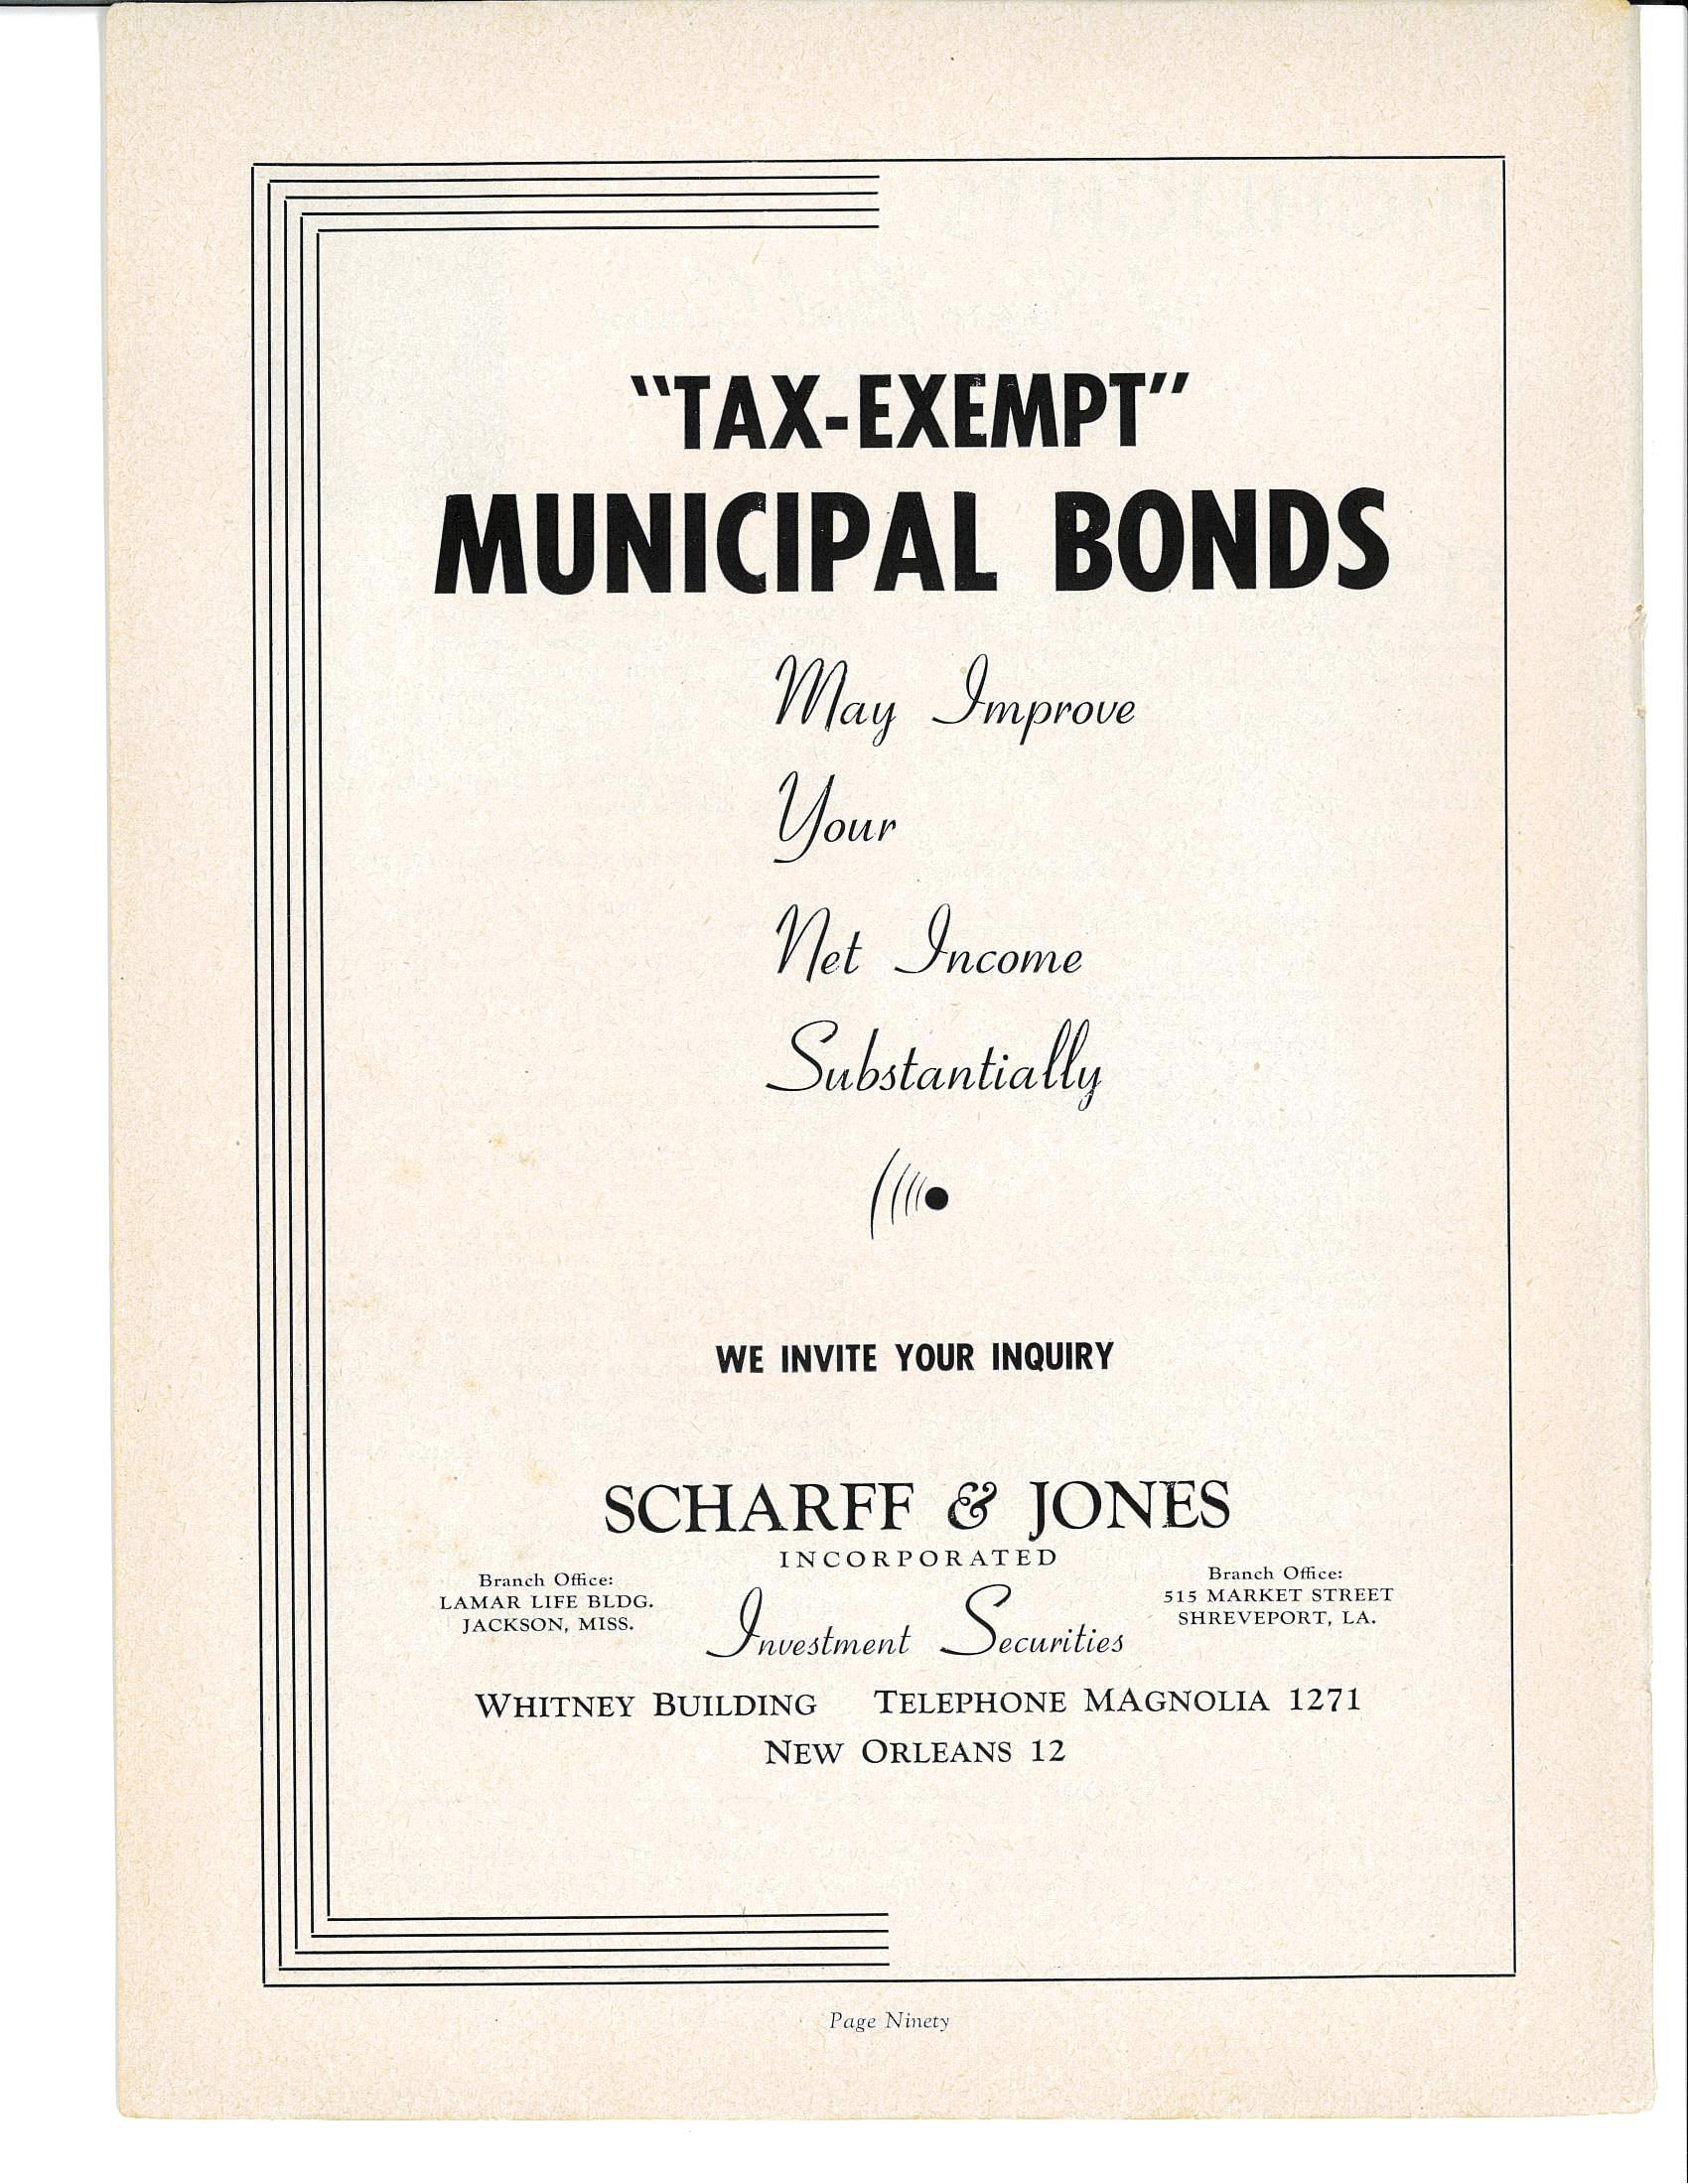 "TAX-EXEMPT"
MUNICIPAL BONDS
May Improve
Your
Net Income
Substantially
WE INVITE YOUR INQUIRY
SCHARFF & JONES
INCORPORATED
Branch Office:
LAMAR LIFE BLDG.
JACKSON, MISS.
Investment Securities
Branch Office:
515 MARKET STREET
SHREVEPORT, LA.
WHITNEY BUILDING TELEPHONE MAGNOLIA 1271
NEW ORLEANS 12
Page Ninety